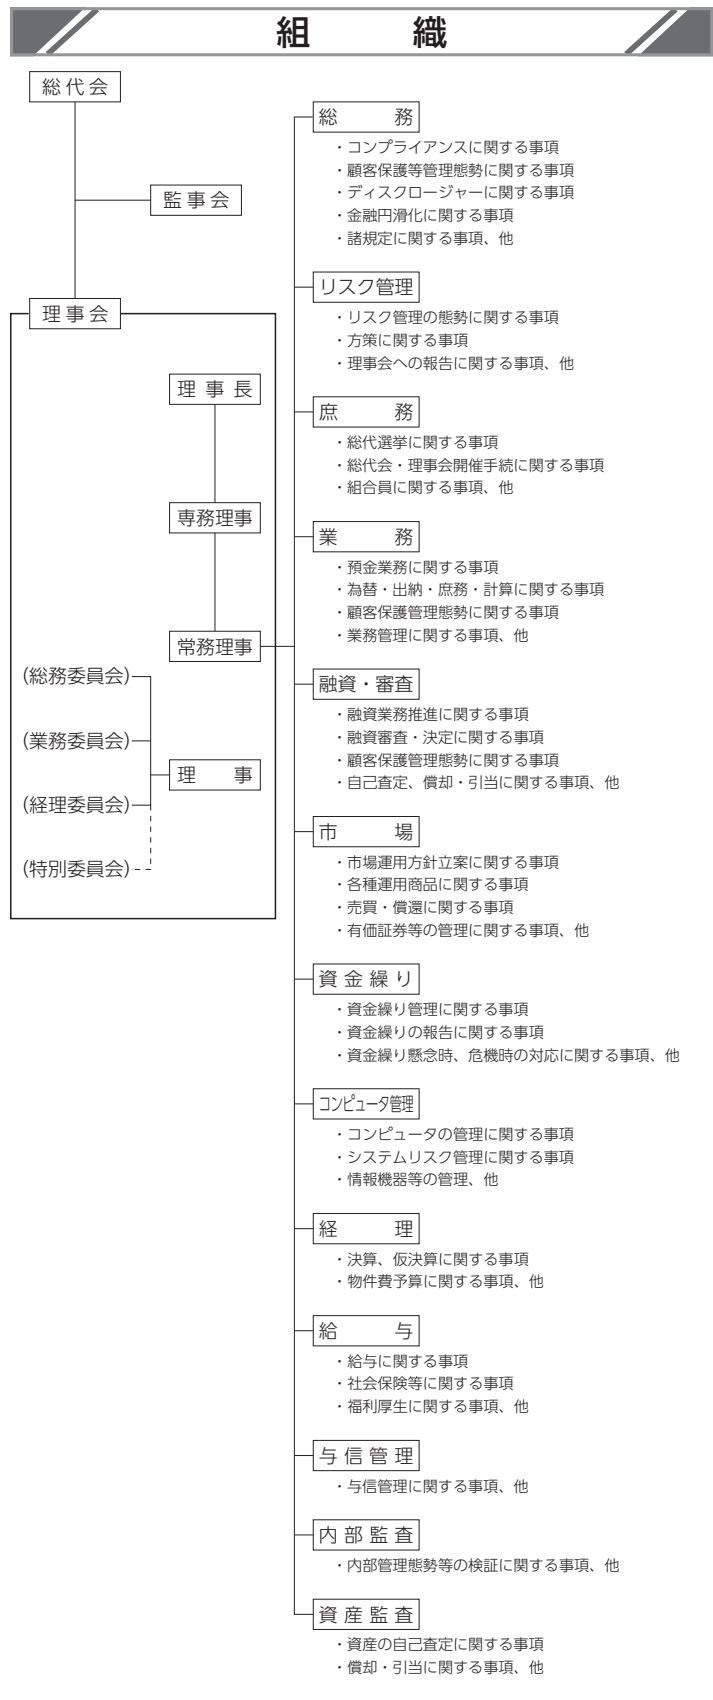 組 織
総代会
監事会
理事会
理事長
専務理事
常務理事
(総務委員会)
(業務委員会)
理 事
(経理委員会)
(特別委員会)
総 務
・コンプライアンスに関する事項
・顧客保護等管理態勢に関する事項
・ディスクロージャーに関する事項
・金融円滑化に関する事項
・諸規定に関する事項、他
リスク管理
・リスク管理の態勢に関する事項
・方策に関する事項
・理事会への報告に関する事項、他
庶 務
・総代選挙に関する事項
・総代会・理事会開催手続に関する事項
・組合員に関する事項、他
業 務
・預金業務に関する事項
・為替・出納・庶務・計算に関する事項
・顧客保護管理態勢に関する事項
・業務管理に関する事項、他
融資・審査
・融資業務推進に関する事項
・融資審査・決定に関する事項
・顧客保護管理態勢に関する事項
・自己査定、償却・引当に関する事項、他
市 場
・市場運用方針立案に関する事項
・各種運用商品に関する事項
・売買・償還に関する事項
・有価証券等の管理に関する事項、他
資金繰り
・資金繰り管理に関する事項
・資金繰りの報告に関する事項
・資金繰り懸念時、危機時の対応に関する事項、他
コンピュータ管理
・コンピュータの管理に関する事項
・システムリスク管理に関する事項
・情報機器等の管理、他
経 理
・決算、仮決算に関する事項
・物件費予算に関する事項、他
給 与
・給与に関する事項
・社会保険等に関する事項
・福利厚生に関する事項、他
与信管理
・与信管理に関する事項、他
内部監査
・内部管理態勢等の検証に関する事項、他
資産監査
・資産の自己査定に関する事項
・償却・引当に関する事項、他